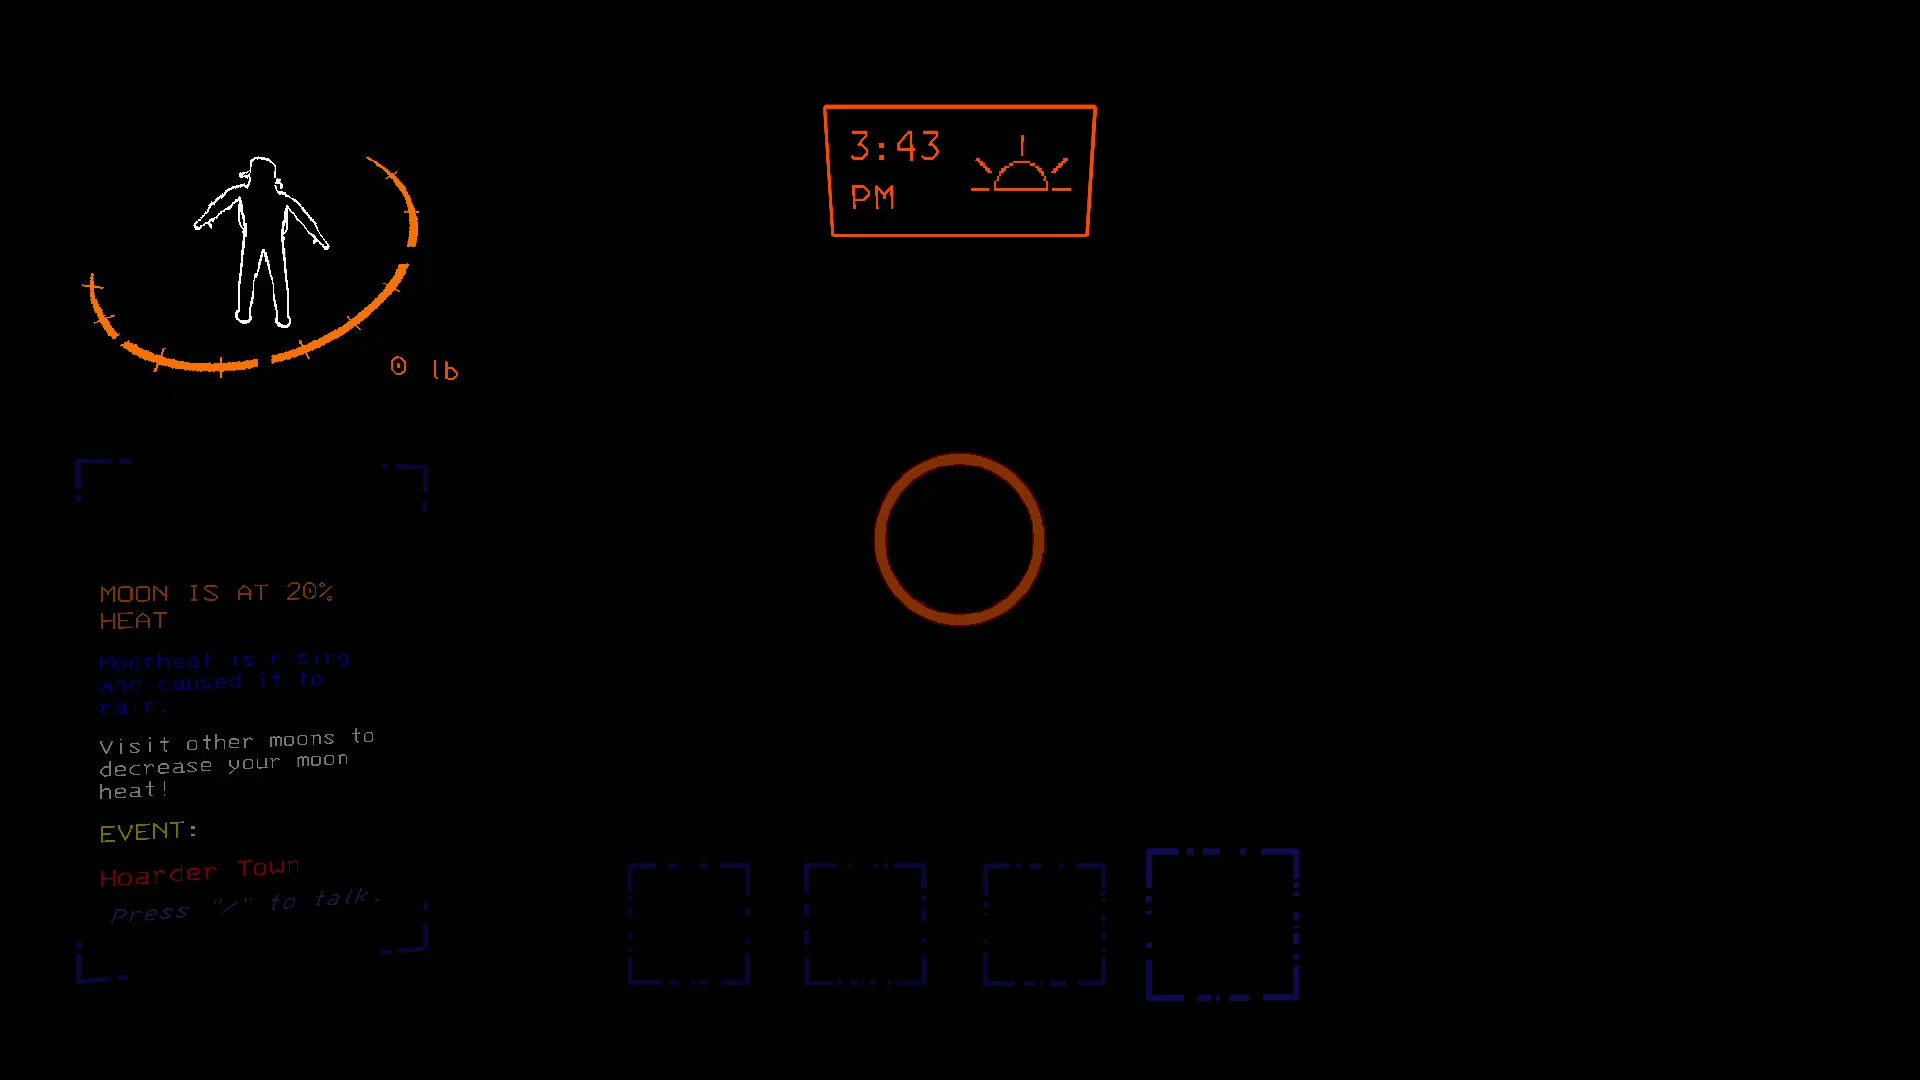 3:43
PM
0 lb
MOON IS AT 20%
HEAT
Moonheat is rising
and caused it to
rain.
Visit other moons to
decrease your moon
heat!
EVENT:
Hoarder Town
Press "/" to talk.